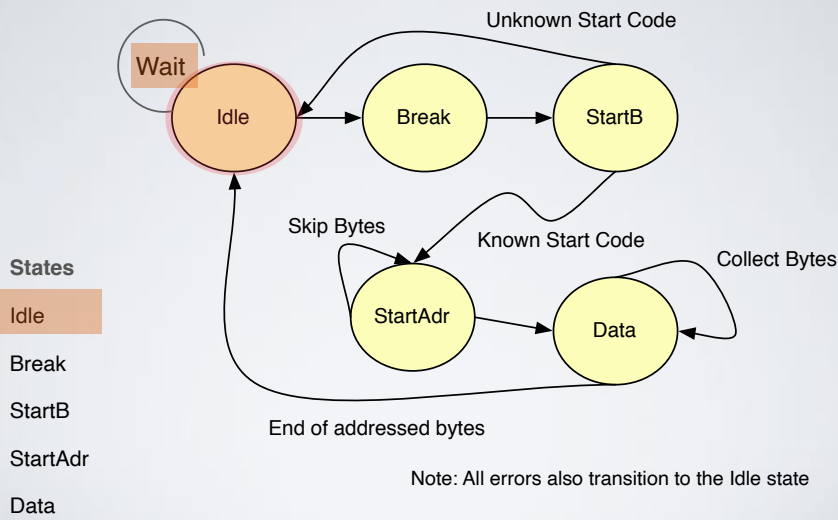 Unknown Start Code
Wait
Idle
Break
StartB
Skip Bytes
Known Start Code
Collect Bytes
StartAdr
Data
End of addressed bytes
Note: All errors also transition to the Idle state
States
Idle
Break
StartB
StartAdr
Data